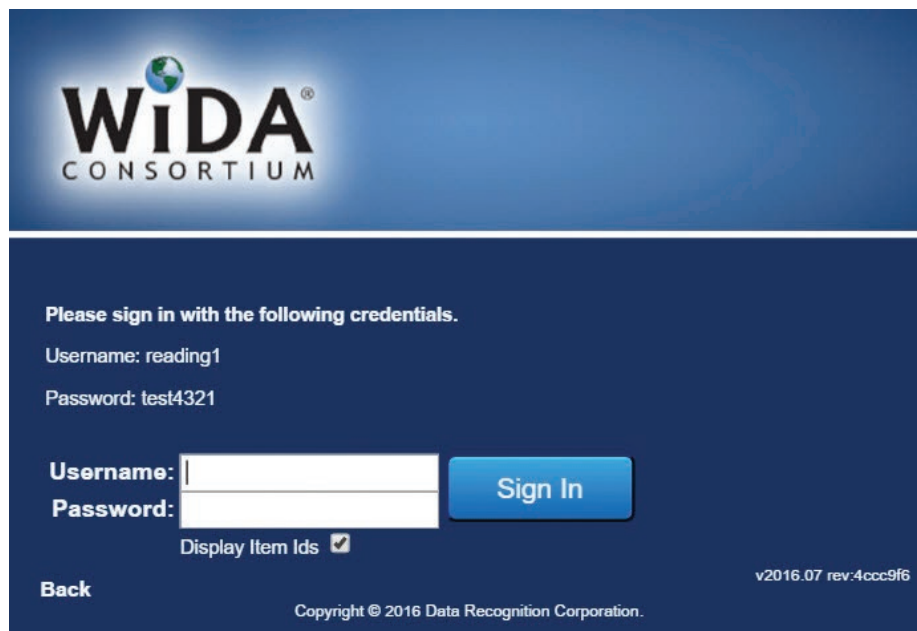 WiDA®
CONSORTIUM
Please sign in with the following credentials.
Username: reading1
Password: test4321
Username:
Password:
Sign In
Display Item Ids
Back
v2016.07 rev:4ccc9f6
Copyright © 2016 Data Recognition Corporation.